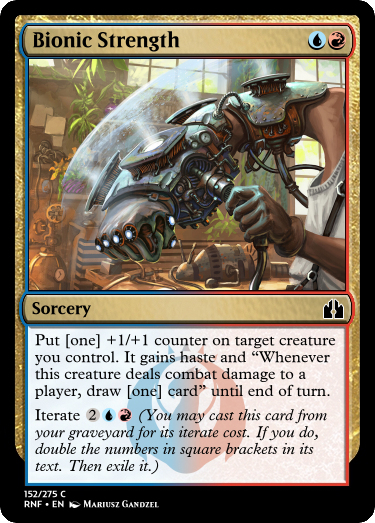 Bionic Strength
Sorcery
Put [one] +1/+1 counter on target creature
you control. It gains haste and “Whenever
this creature deals combat damage to a
player, draw [one] card” until end of turn.
Iterate 2 (You may cast this card from
your graveyard for its iterate cost. If you do,
double the numbers in square brackets in its
text. Then exile it.)
152/275 C
RNF • EN Mariusz Gandzel